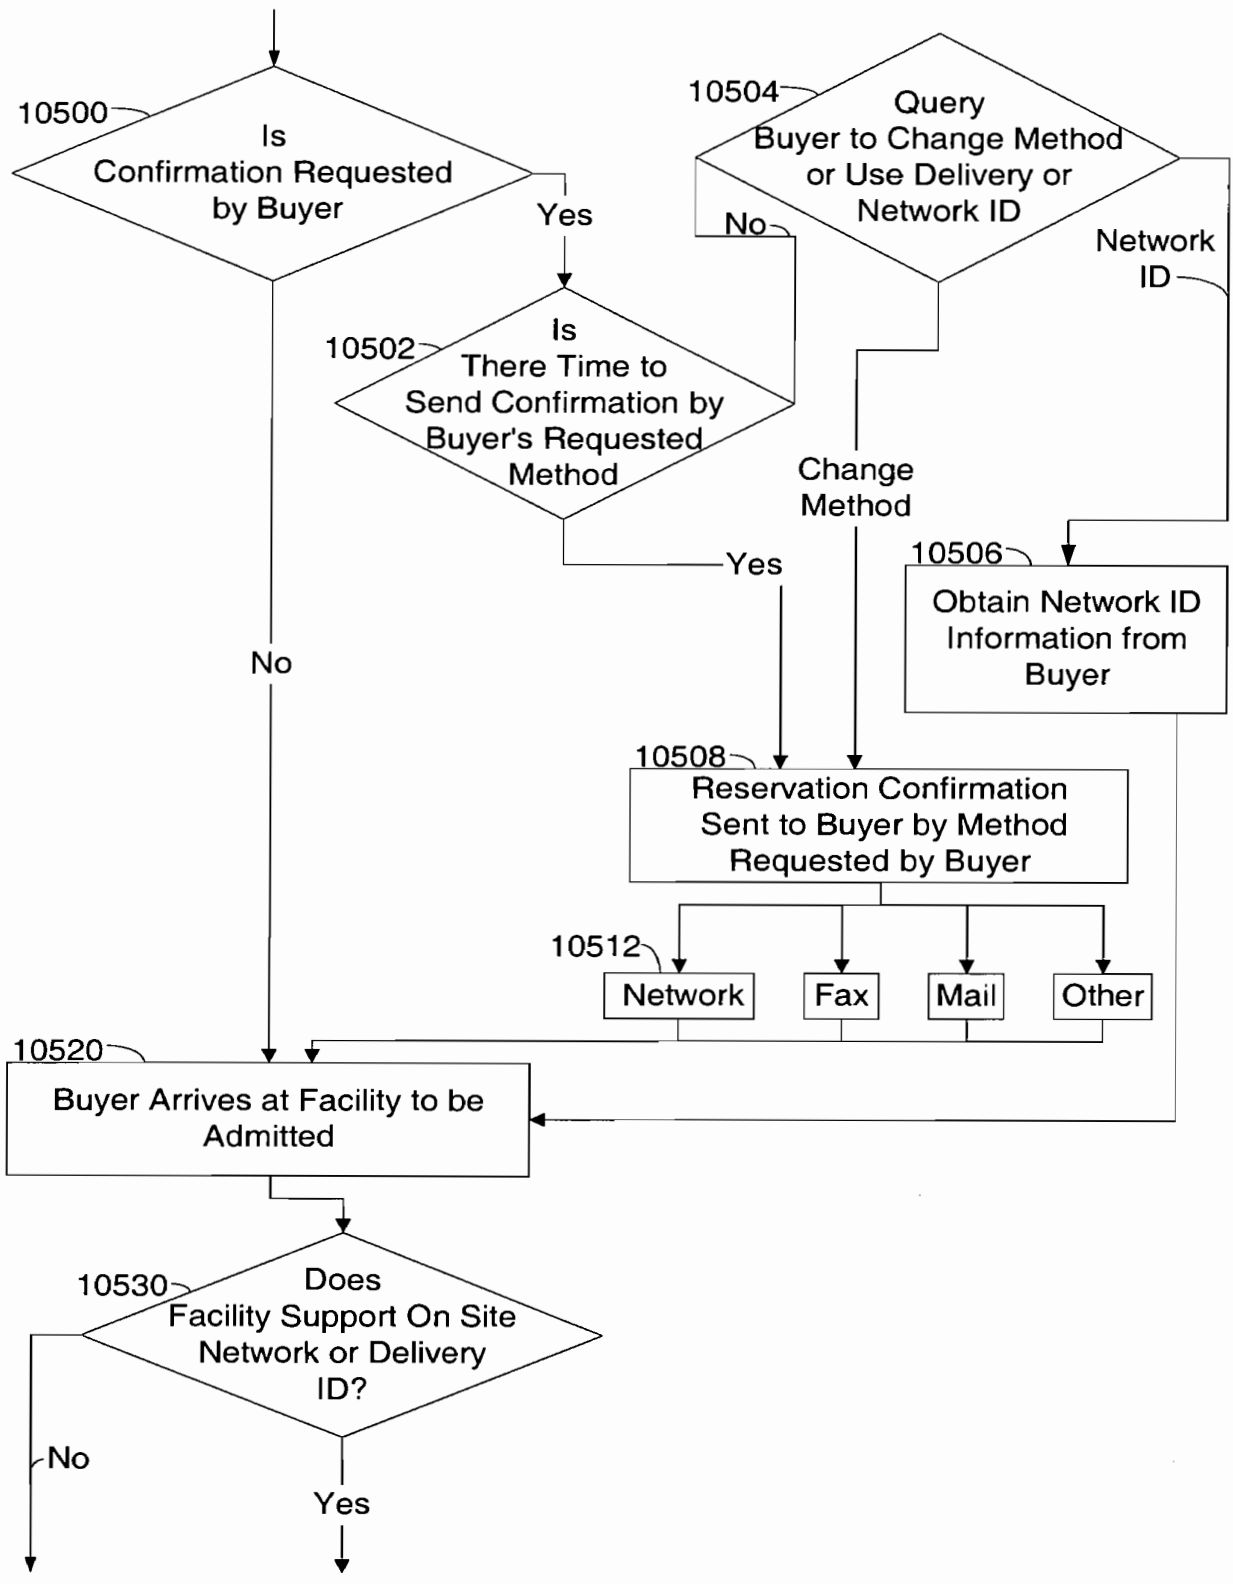 10500
Is
Confirmation Requested
by Buyer
Yes
10504
Query
Buyer to Change Method
or Use Delivery or
Network ID
No
Network
ID
10502
Is
There Time to
Send Confirmation by
Buyer's Requested
Method
Yes
Change
Method
10506
Obtain Network ID
Information from
Buyer
No
10508
Reservation Confirmation
Sent to Buyer by Method
Requested by Buyer
10512
Network
Fax
Mail
Other
10520
Buyer Arrives at Facility to be
Admitted
10530
Does
Facility Support On Site
Network or Delivery
ID?
No
Yes